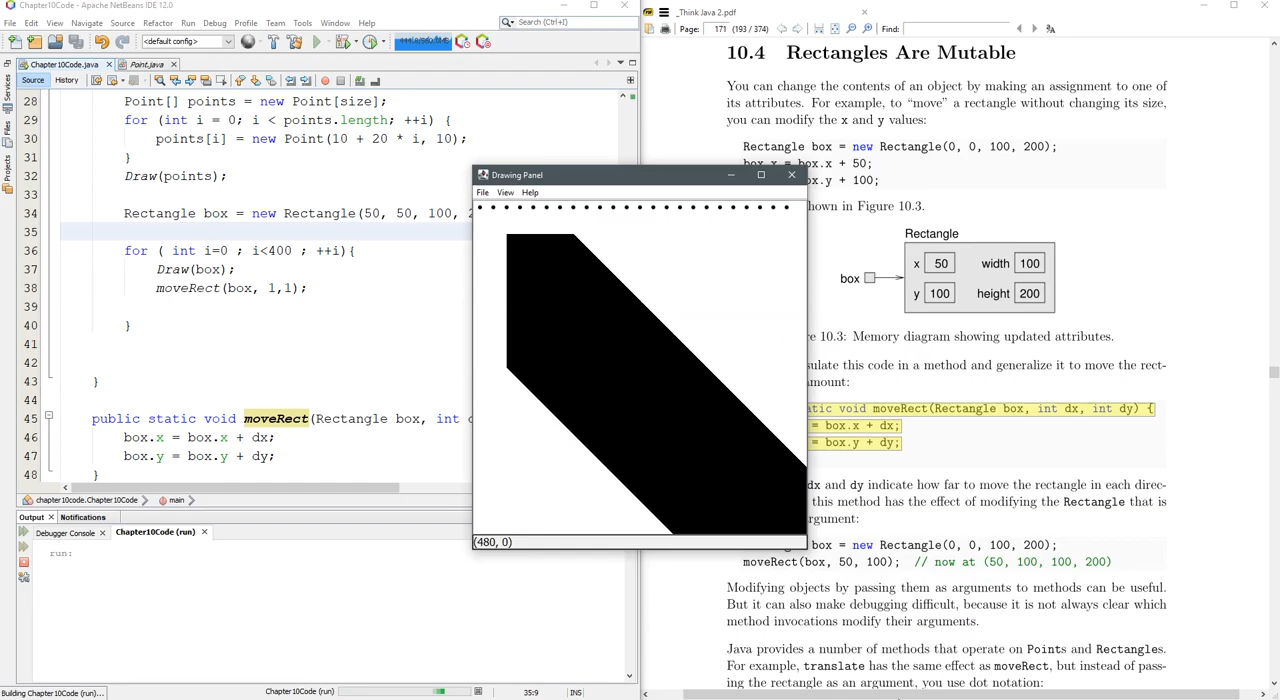 Chapter10Code - Apache NetBeans IDE 12.0
File Edit View Navigate Source Refactor Run Debug Profile Team Tools Window Help
Search (Ctrl+I)
<default config>
Chapter10Code.java
Point.java
Source History
28 Point[] points = new Point[size];
29 for (int i = 0; i < points.length; ++i) {
30 points[i] = new Point(10 + 20 * i, 10);
31 }
32 Draw(points);
33
34 Rectangle box = new Rectangle(50, 50, 100, 2
35
36 for ( int i=0 ; i<400 ; ++i){
37 Draw(box);
38 moveRect(box, 1,1);
39
40 }
41
42
43 }
45 public static void moveRect(Rectangle box, int
46 box.x = box.x + dx;
47 box.y = box.y + dy;
48 }
Services
Files
Projects
chapter10code.Chapter10Code
main
Output
Notifications
Debugger Console
Chapter10Code (run)
run:
Building Chapter10Code (run)...
Chapter10Code (run)
35:9
INS
Drawing Panel
File View Help
(480, 0)
_Think Java 2.pdf
Page: 171 (193 / 374)
Find:
10.4 Rectangles Are Mutable
You can change the contents of an object by making an assignment to one of
its attributes. For example, to “move” a rectangle without changing its size,
you can modify the x and y values:
Rectangle box = new Rectangle(0, 0, 100, 200);
box.x = box.x + 50;
= box.y + 100;
shown in Figure 10.3.
Rectangle
x 50 width 100
box
y 100 height 200
10.3: Memory diagram showing updated attributes.
this code in a method and generalize it to move the rect-
amount:
void moveRect(Rectangle box, int dx, int dy) {
= box.x + dx;
= box.y + dy;
dx and dy indicate how far to move the rectangle in each direc-
this method has the effect of modifying the Rectangle that is
argument:
box = new Rectangle(0, 0, 100, 200);
moveRect(box, 50, 100); // now at (50, 100, 100, 200)
Modifying objects by passing them as arguments to methods can be useful.
But it can also make debugging difficult, because it is not always clear which
method invocations modify their arguments.
Java provides a number of methods that operate on Points and Rectangles.
For example, translate has the same effect as moveRect, but instead of pass-
ing the rectangle as an argument, you use dot notation: